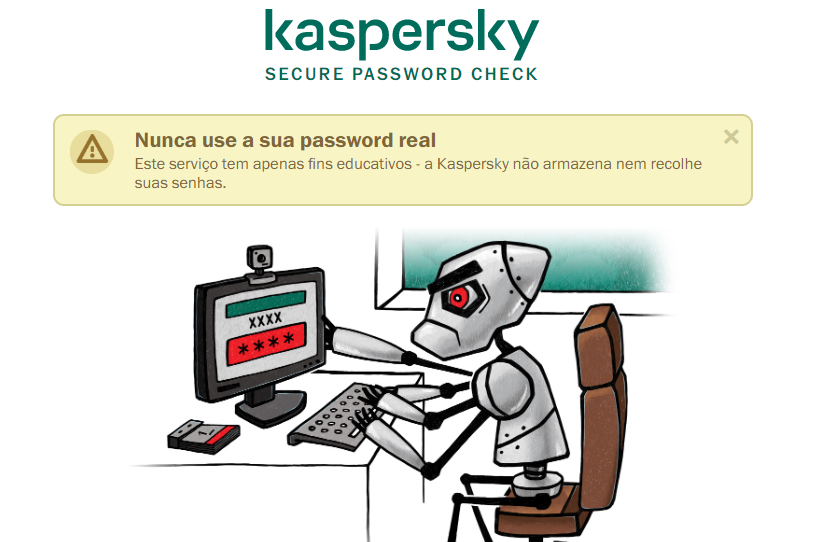 kaspersky
SECURE PASSWORD CHECK
Nunca use a sua password real
Este serviço tem apenas fins educativos - a Kaspersky não armazena nem recolhe
suas senhas.
XXXX
****